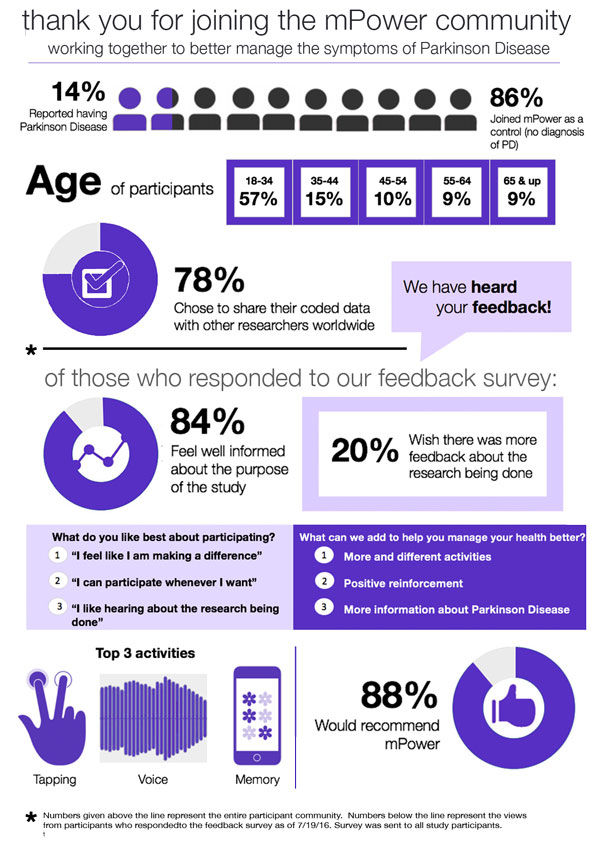 thank you for joining the mPower community
working together to better manage the symptoms of Parkinson Disease
14%
Reported having
Parkinson Disease
86%
Joined mPower as a
control (no diagnosis
of PD)
Age of participants
18-34
57%
35-44
15%
45-54
10%
55-64
9%
65 & up
9%
78%
Chose to share their coded data
with other researchers worldwide
We have heard
your feedback!
*
of those who responded to our feedback survey:
84%
Feel well informed
about the purpose
of the study
20%
Wish there was more
feedback about the
research being done
What do you like best about participating?
1 "I feel like I am making a difference"
2 "I can participate whenever I want"
3 "I like hearing about the research being
done"
What can we add to help you manage your health better?
1 More and different activities
2 Positive reinforcement
3 More information about Parkinson Disease
Top 3 activities
Tapping
Voice
Memory
88%
Would recommend
mPower
* Numbers given above the line represent the entire participant community. Numbers below the line represent the views
from participants who respondedto the feedback survey as of 7/19/16. Survey was sent to all study participants.